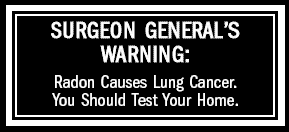 SURGEON GENERAL'S
WARNING:
Radon Causes Lung Cancer.
You Should Test Your Home.